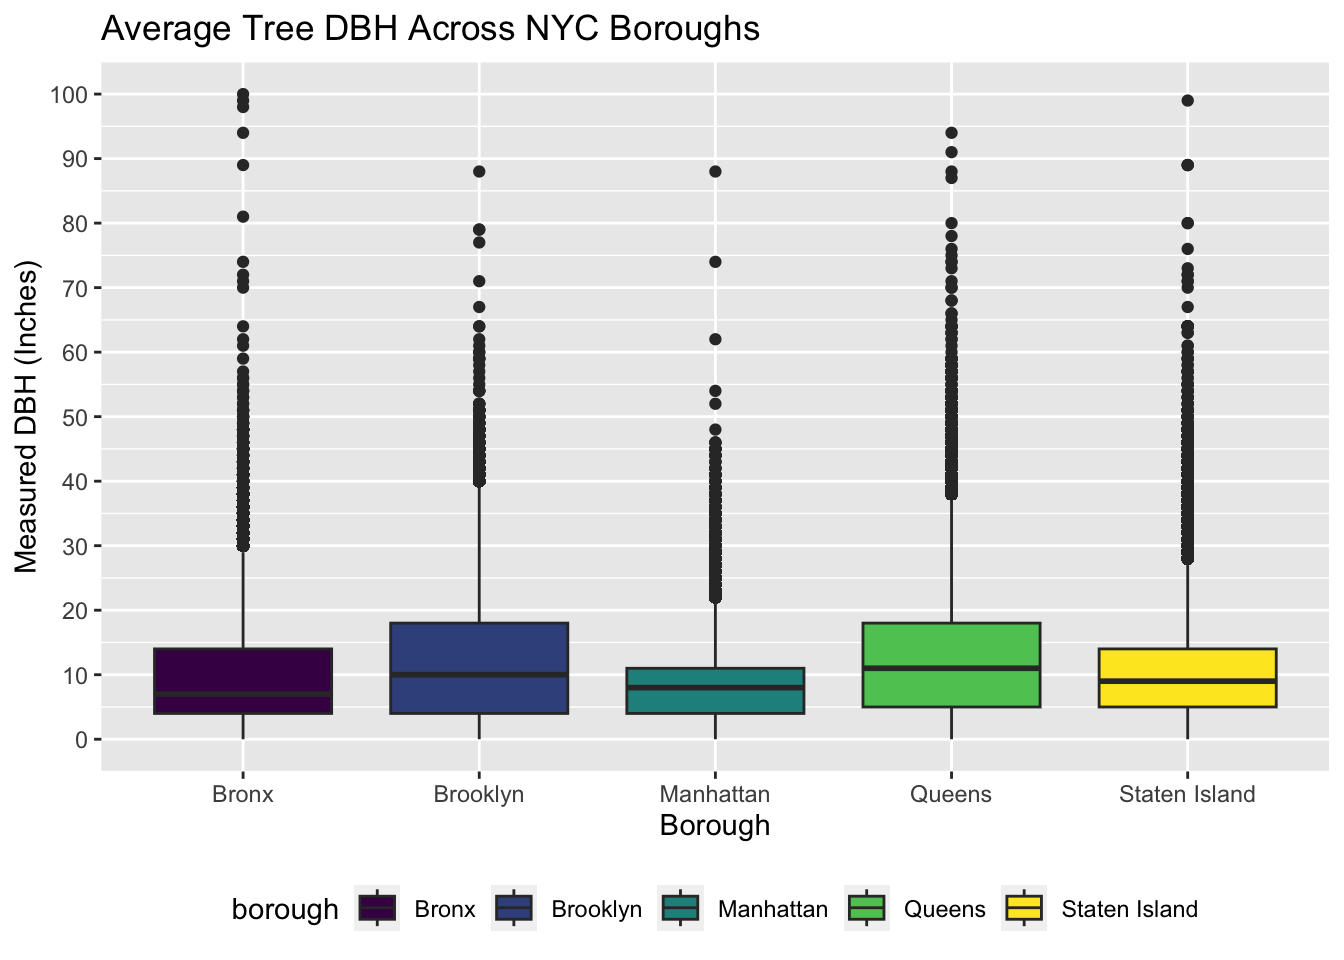 Average Tree DBH Across NYC Boroughs
Measured DBH (Inches)
100
90
80
70
60
50
40
30
20
10
0
Bronx Brooklyn Manhattan Queens Staten Island
Borough
borough Bronx Brooklyn Manhattan Queens Staten Island